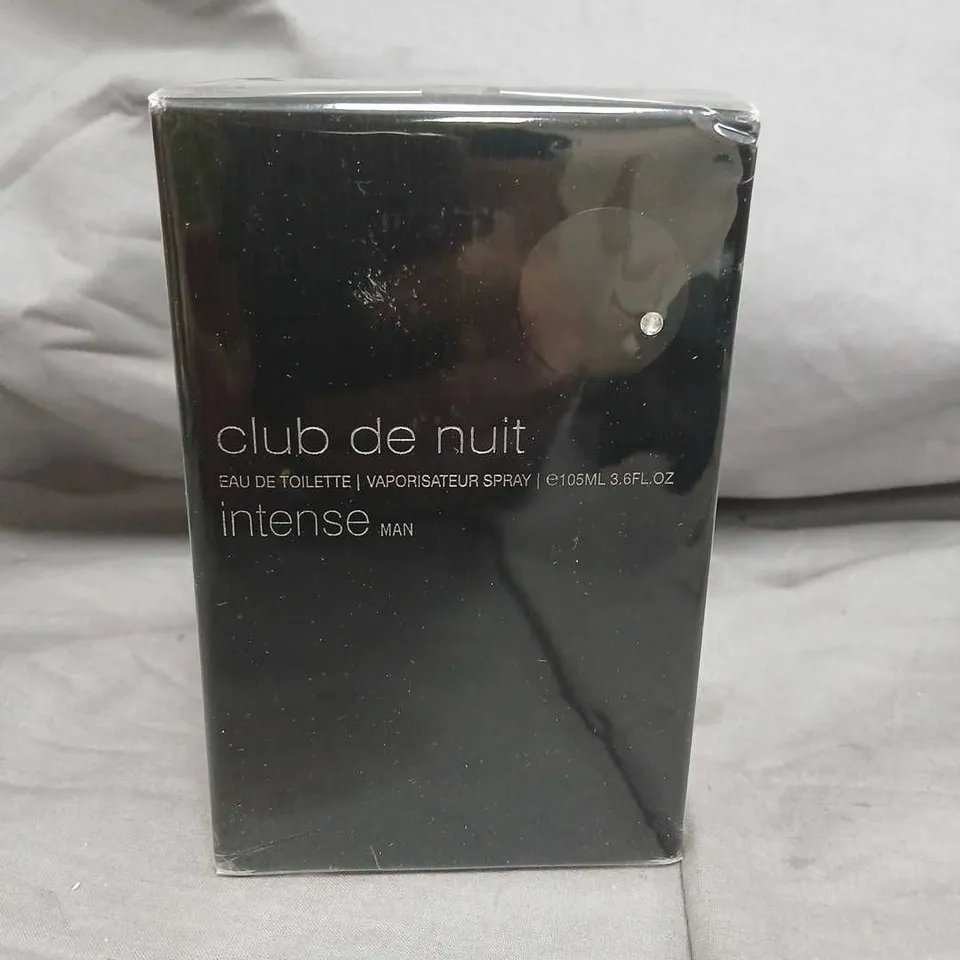 club de nuit
EAU DE TOILETTE | VAPORISATEUR SPRAY | ℮105ML 3.6FL.OZ
intense MAN